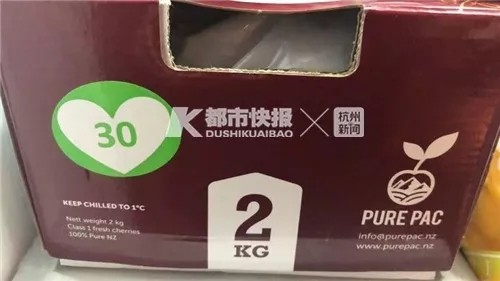 都市快报
DUSHIKUAIBAO
杭州
新闻
30
KEEP CHILLED TO 1°C
Nett weight 2 kg
Class 1 fresh cherries
100% Pure NZ
2
KG
PURE PAC
info@purepac.nz
www.purepac.nz